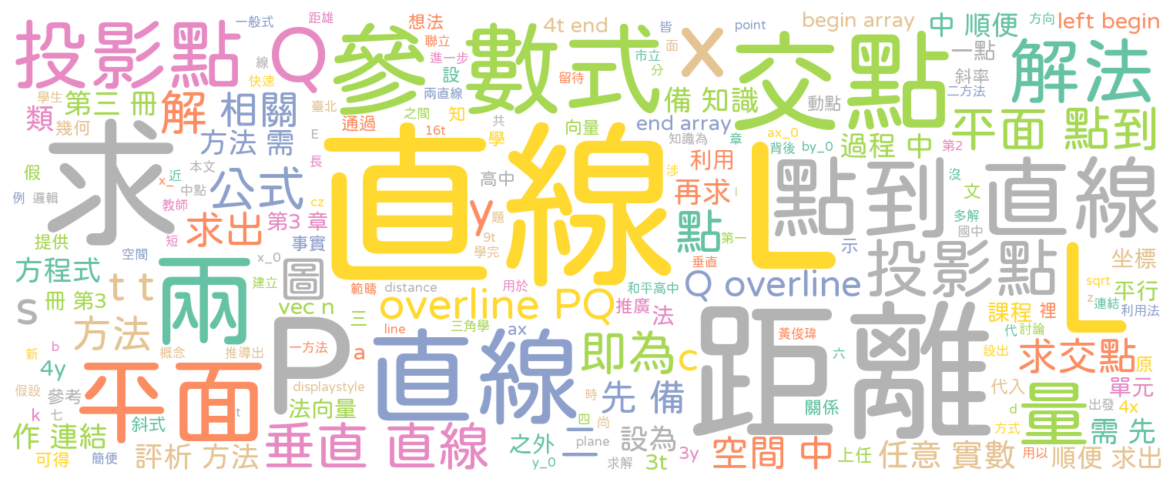 一般式 距離 想法 4t end 皆 point begin array 中 順便 方向 left begin
投影點 Q 參數式 x 交點 解法
聯立 進一步 設 線 面 市立 分 一點 斜率 二方法
快速 兩直線 留待 備 知識 動點
學生 第三 冊 解 相關 臺北 知 之間 共 平面 點到
類 幾何 方法 需 通過 16t 學 向量 end array 知識為 章 ax_0 背後 by_0 過程 中 第2
求 E 長 直線 L 點到直線
假 本文 近 公式 高中 涉 利用 沒
例 邏輯 x_ 中點 教師 cz y 題 再求 l 文 多解
提供 求出 第3 章 短 9t 第一 點 示 國中
空間 x_0 事實 學完 垂直 投影點 坐標
方程式 兩 圖 範疇 distance 用於 和平高中 Q overline sqrt 平行
s 冊 第3 t t 建立 vec n overline PQ 推廣 法 z 連結 L 利用法
方法 P 三 三角學 距離 課程 裡
新 b 概念 推導出 一方法 line ax 即為 黃俊瑋 代 討論
4y 平面 a 直線 c 六 設出 求交點 原
假設 參考 displaystyle 先 備 關係 代入 單元
k 七 斜式 t 法向量 時 四 尚 d 出發 4x
作 連結 垂直 直線 之外 二 plane 設為 3y 空間 中 量 需 先
可得 簡便 評析 方法 y_0 求解 3t 上任 任意 實數 方式 用以 順便 求出